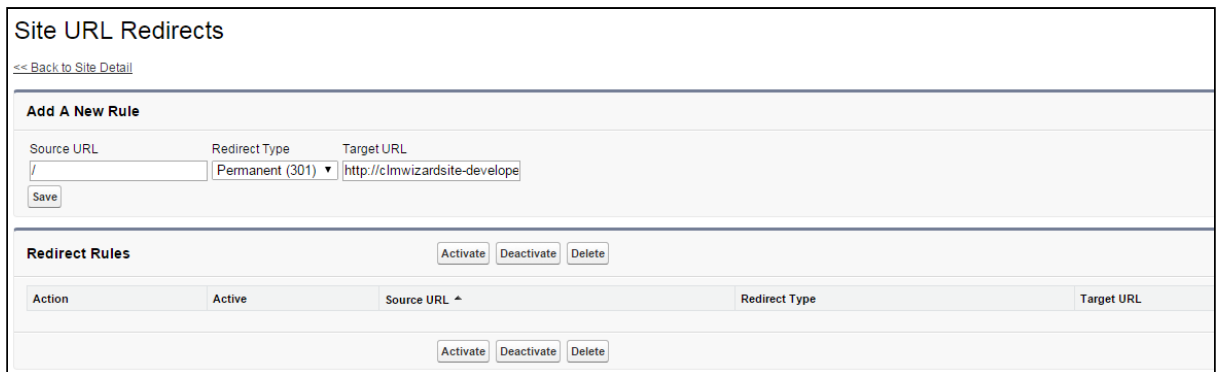 Site URL Redirects
<< Back to Site Detail
Add A New Rule
Source URL Redirect Type Target URL
/ Permanent (301) http://clmwizardsite-develope
Save
Redirect Rules Activate Deactivate Delete
Action Active Source URL Redirect Type Target URL
Activate Deactivate Delete